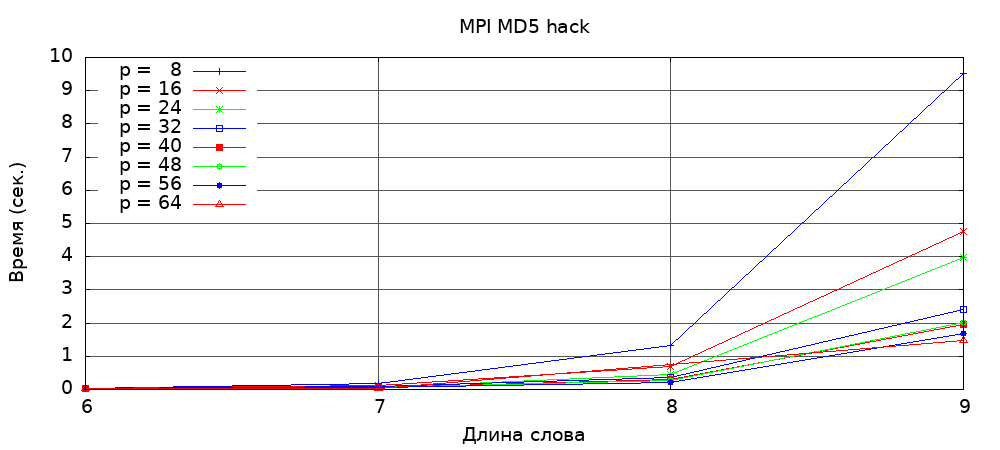 MPI MD5 hack
10
9
8
7
6
5
4
3
2
1
0
Время (сек.)
p =   8
p = 16
p = 24
p = 32
p = 40
p = 48
p = 56
p = 64
6 7 8 9
Длина слова